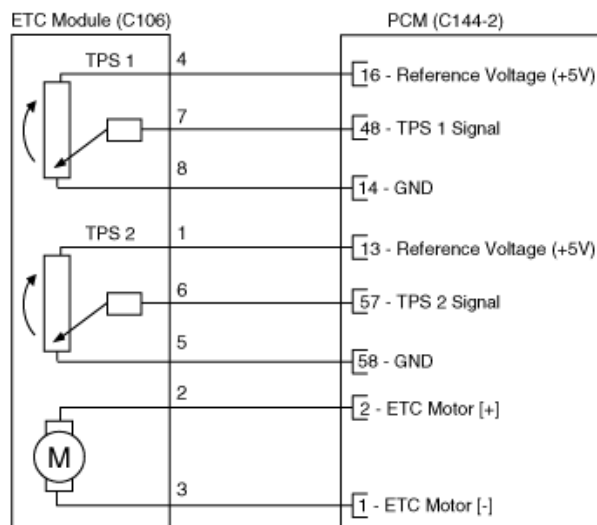 ETC Module (C106) PCM (C144-2)
TPS 1 4 16 - Reference Voltage (+5V)
7 48 - TPS 1 Signal
8 14 - GND
TPS 2 1 13 - Reference Voltage (+5V)
6 57 - TPS 2 Signal
5 58 - GND
2 2 - ETC Motor [+]
M
3 1 - ETC Motor [-]